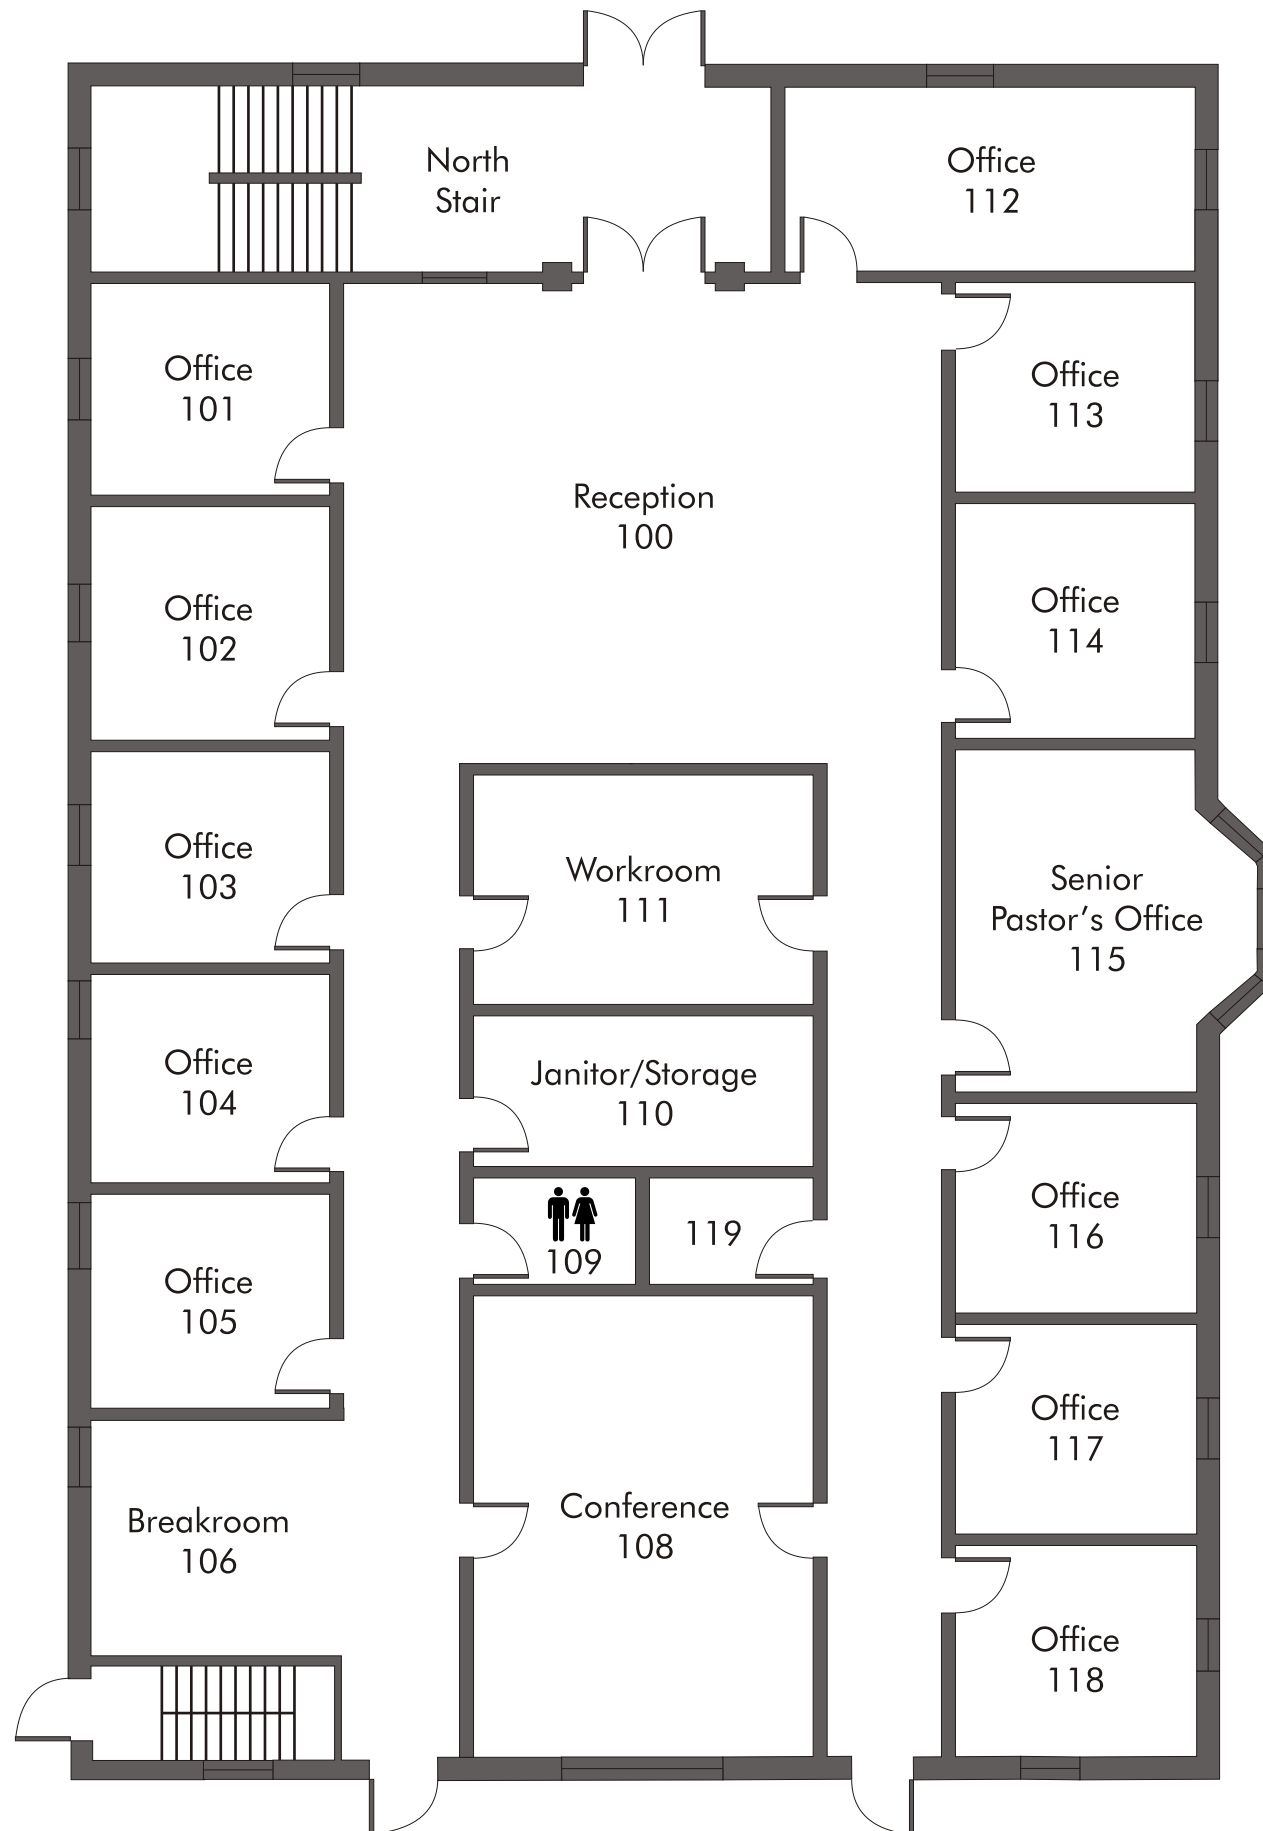 North
Stair
Office
112
Office
101
Office
113
Reception
100
Office
102
Office
114
Office
103
Workroom
111
Senior
Pastor’s Office
115
Office
104
Janitor/Storage
110
Office
116
109
119
Office
105
Office
117
Breakroom
106
Conference
108
Office
118